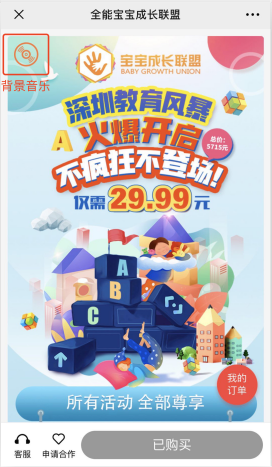 全能宝宝成长联盟
背景音乐
宝宝成长联盟
BABY GROWTH UNION
深圳教育风暴
火爆开启
不疯狂不登场!
总价:
5715元
仅需29.99元
A
B
C
我的
订单
所有活动 全部尊享
客服
申请合作
已购买